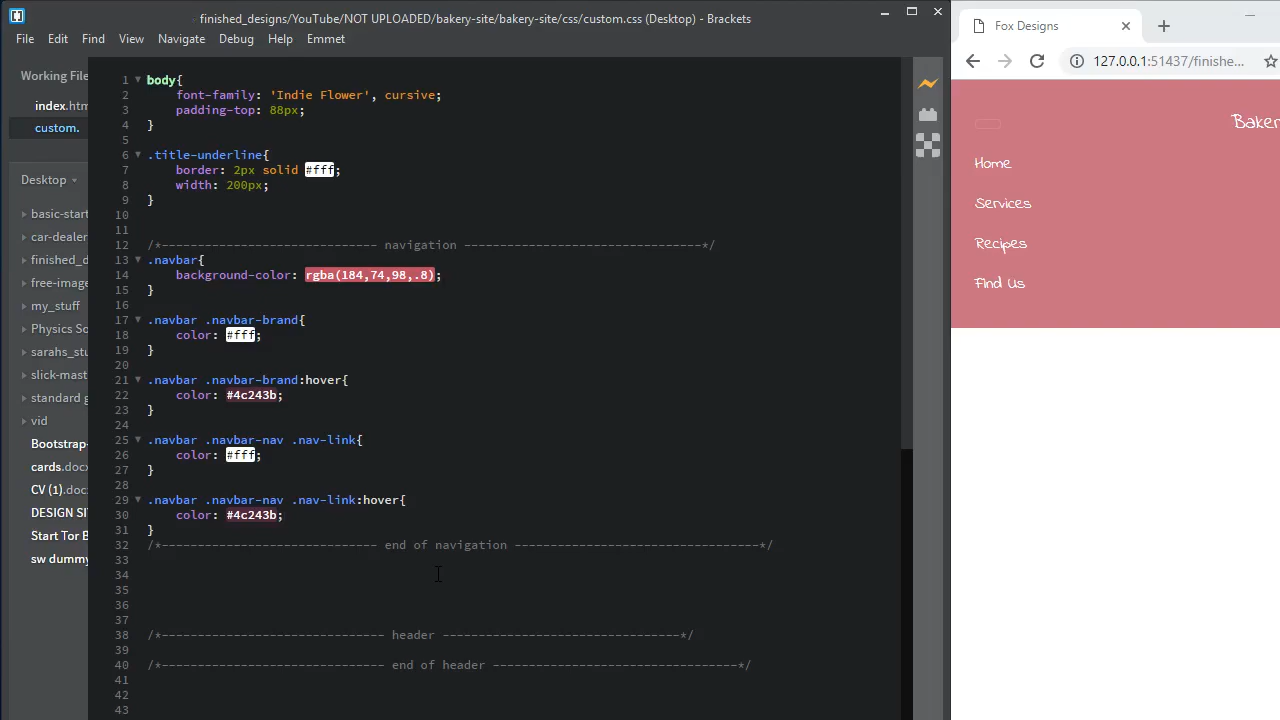 finished_designs/YouTube/NOT UPLOADED/bakery-site/bakery-site/css/custom.css (Desktop) - Brackets
File Edit Find View Navigate Debug Help Emmet
Working File
index.htm
custom.
Desktop
basic-start
car-dealer
finished_d
free-image
my_stuff
Physics So
sarahs_stu
slick-mast
standard g
vid
Bootstrap-
cards.docx
CV (1).docx
DESIGN SIT
Start Tor B
sw dummy
1 body{
2 font-family: 'Indie Flower', cursive;
3 padding-top: 88px;
4 }
5
6 .title-underline{
7 border: 2px solid #fff;
8 width: 200px;
9 }
10
11
12 /*------------------------------ navigation ---------------------------------*/
13 .navbar{
14 background-color: rgba(184,74,98,.8);
15 }
16
17 .navbar .navbar-brand{
18 color: #fff;
19 }
20
21 .navbar .navbar-brand:hover{
22 color: #4c243b;
23 }
24
25 .navbar .navbar-nav .nav-link{
26 color: #fff;
27 }
28
29 .navbar .navbar-nav .nav-link:hover{
30 color: #4c243b;
31 }
32 /*------------------------------ end of navigation ----------------------------------*/
33
34
35
36
37
38 /*------------------------------- header ---------------------------------*/
39
40 /*------------------------------- end of header ----------------------------------*/
41
42
43
Fox Designs
127.0.0.1:51437/finishe...
Baker
Home
Services
Recipes
Find Us